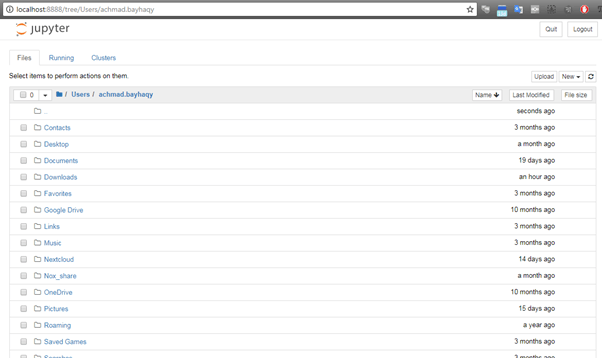 localhost:8888/tree/Users/achmad.bayhaqy
jupyter Quit Logout
Files Running Clusters
Select items to perform actions on them. Upload New
0 / Users / achmad.bayhaqy Name Last Modified File size
.. seconds ago
Contacts 3 months ago
Desktop a month ago
Documents 19 days ago
Downloads an hour ago
Favorites 3 months ago
Google Drive 10 months ago
Links 3 months ago
Music 3 months ago
Nextcloud 14 days ago
Nox_share a month ago
OneDrive 10 months ago
Pictures 15 days ago
Roaming a year ago
Saved Games 3 months ago
3 months ago